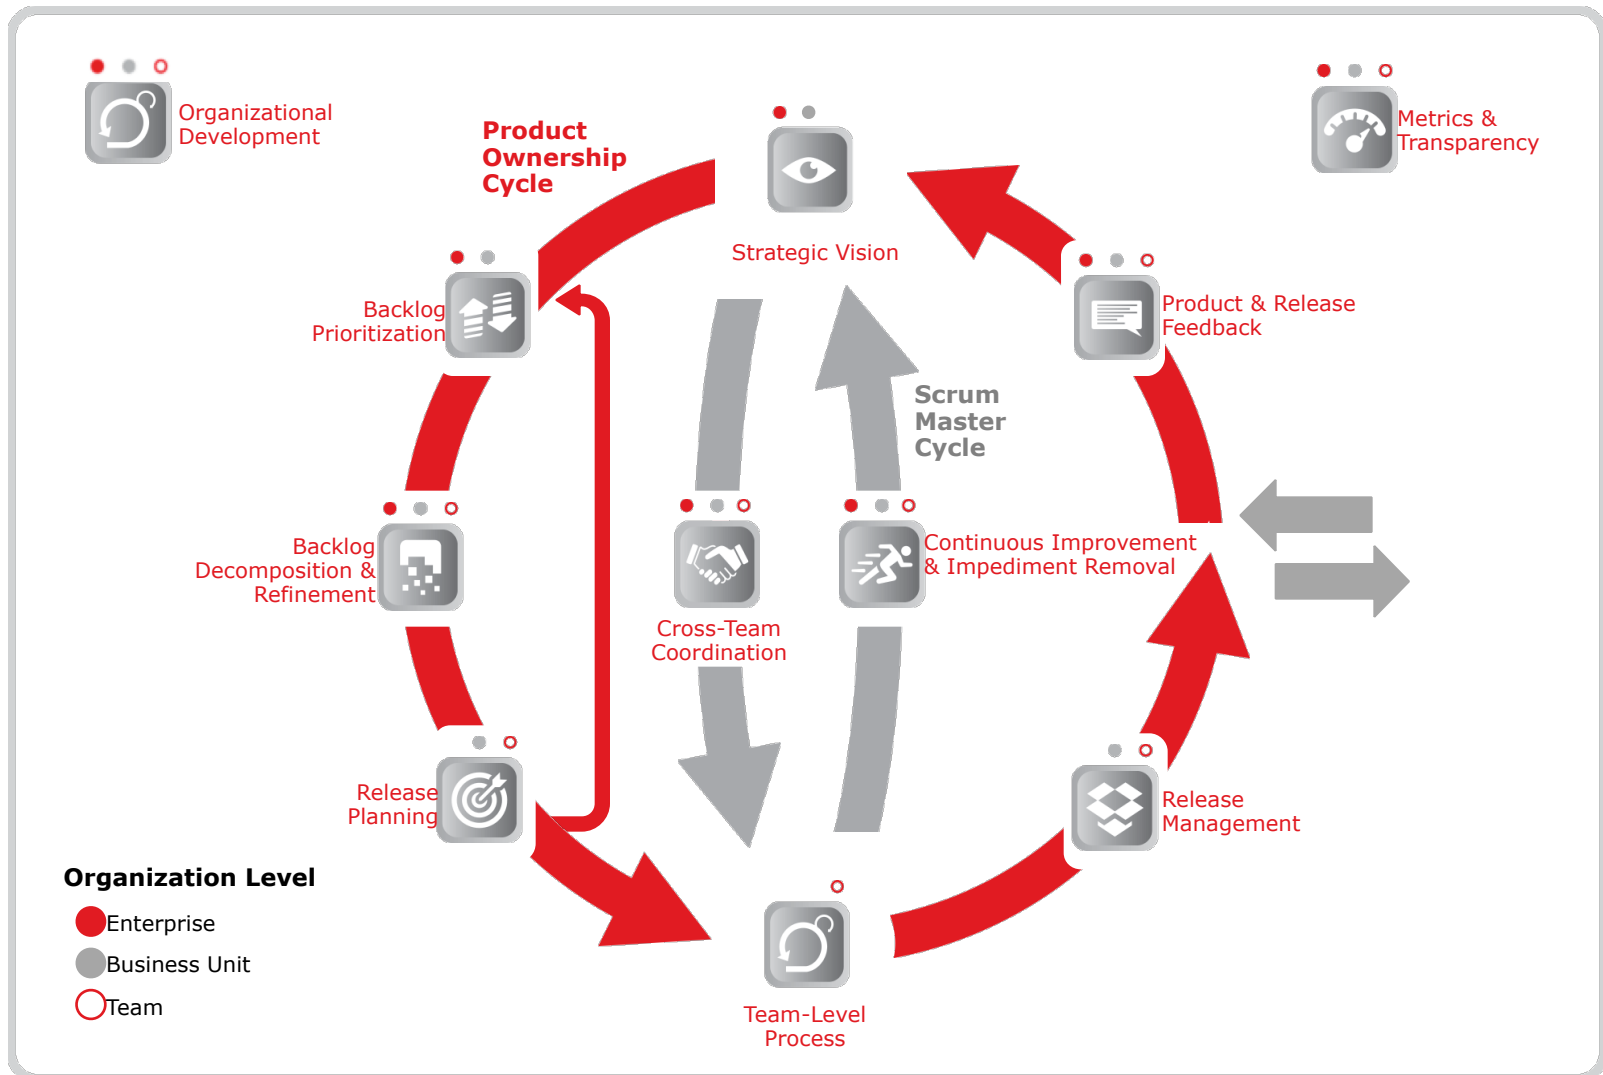 Organizational
Development
Metrics &
Transparency
Product
Ownership
Cycle
Strategic Vision
Backlog
Prioritization
Product & Release
Feedback
Scrum
Master
Cycle
Backlog
Decomposition &
Refinement
Cross-Team
Coordination
Continuous Improvement
& Impediment Removal
Release
Planning
Release
Management
Organization Level
Enterprise
Business Unit
Team
Team-Level
Process